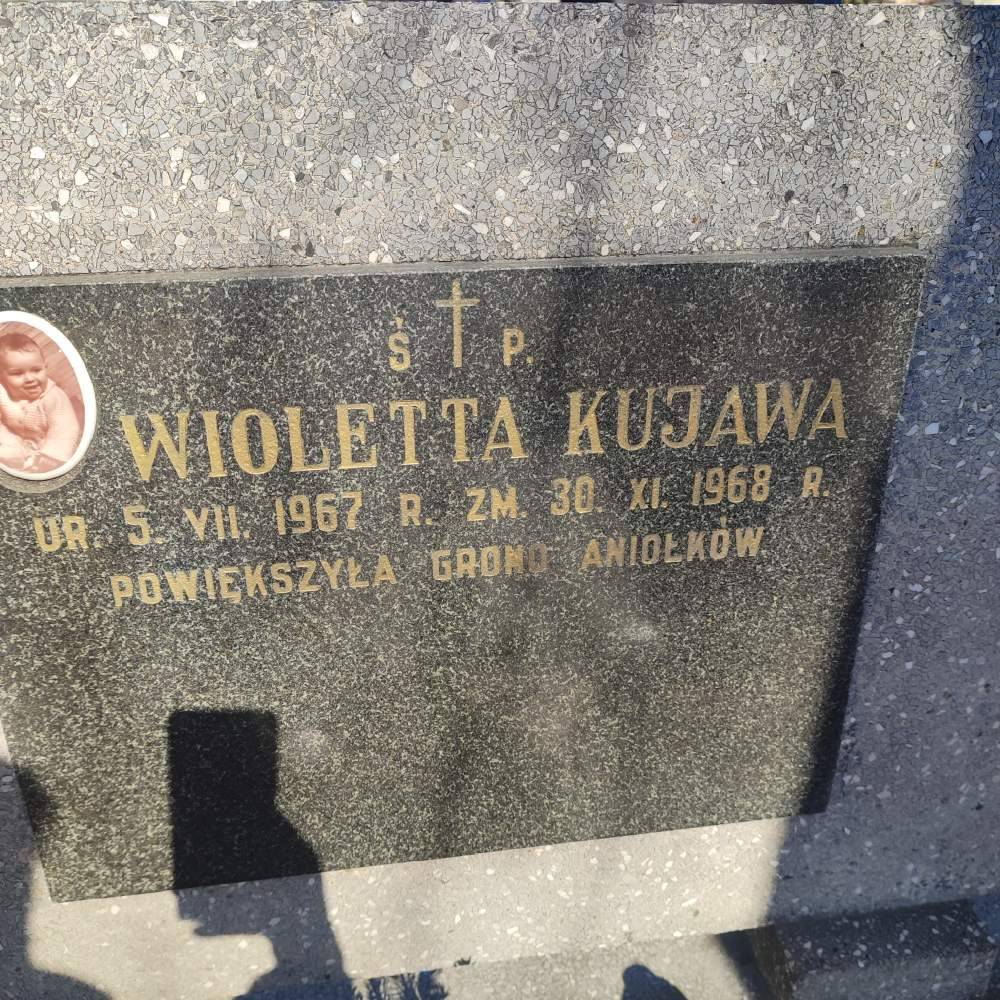 Ś P.
WIOLETTA KUJAWA
UR. 5. VII. 1967 R. ZM. 30. XI. 1968 R.
POWIĘKSZYŁA GRONO ANIOŁKÓW